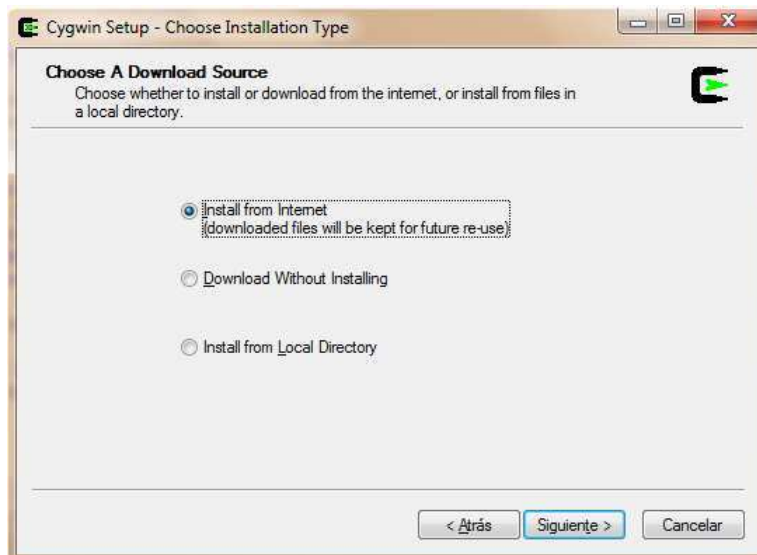 Cygwin Setup - Choose Installation Type
Choose A Download Source
Choose whether to install or download from the internet, or install from files in
a local directory.
Install from Internet
(downloaded files will be kept for future re-use)
Download Without Installing
Install from Local Directory
< Atrás
Siguiente >
Cancelar